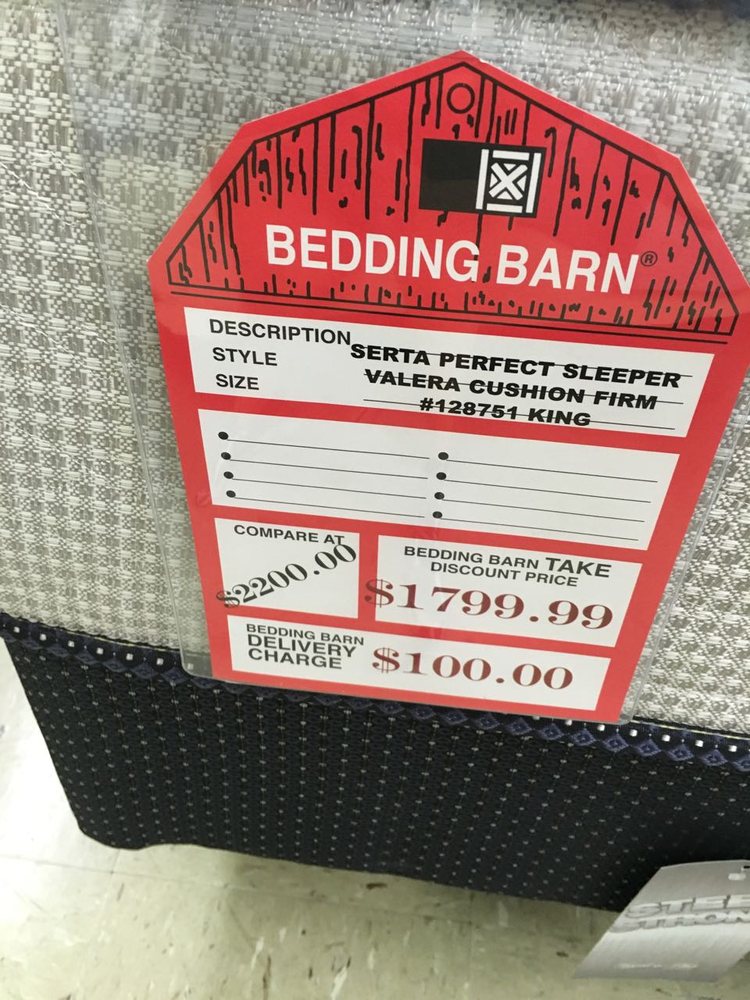 BEDDING BARN®
DESCRIPTION SERTA PERFECT SLEEPER
STYLE VALERA CUSHION FIRM
SIZE #128751 KING
COMPARE AT
$2200.00
BEDDING BARN TAKE
DISCOUNT PRICE
$1799.99
BEDDING BARN
DELIVERY
CHARGE
$100.00